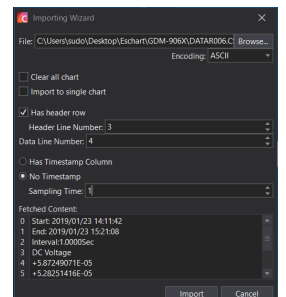 Importing Wizard
File: C:\Users\sudo\Desktop\Eschart\GDM-906X\DATAR006.C Browse...
Encoding: ASCII
Clear all chart
Import to single chart
Has header row
Header Line Number: 3
Data Line Number: 4
Has Timestamp Column
No Timestamp
Sampling Time: 1
Fetched Content:
0 Start: 2019/01/23 14:11:42
1 End: 2019/01/23 15:21:08
2 Interval:1.0000Sec
3 DC Voltage
4 +5.87249071E-05
5 +5.28251416E-05
Import Cancel